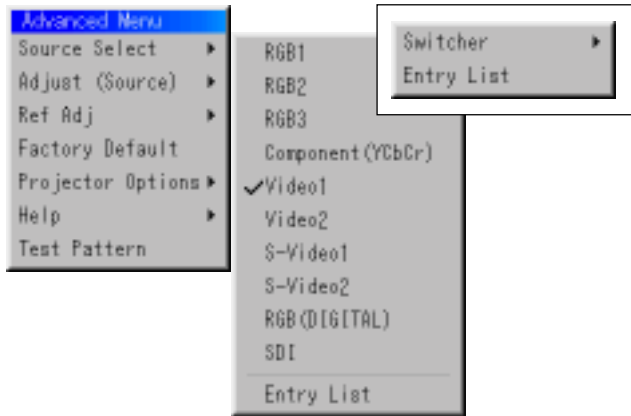 Advanced Menu
Source Select
Adjust (Source)
Ref Adj
Factory Default
Projector Options
Help
Test Pattern
RGB1
RGB2
RGB3
Component(YCbCr)
Video1
Video2
S-Video1
S-Video2
RGB(DIGITAL)
SDI
Entry List
Switcher
Entry List